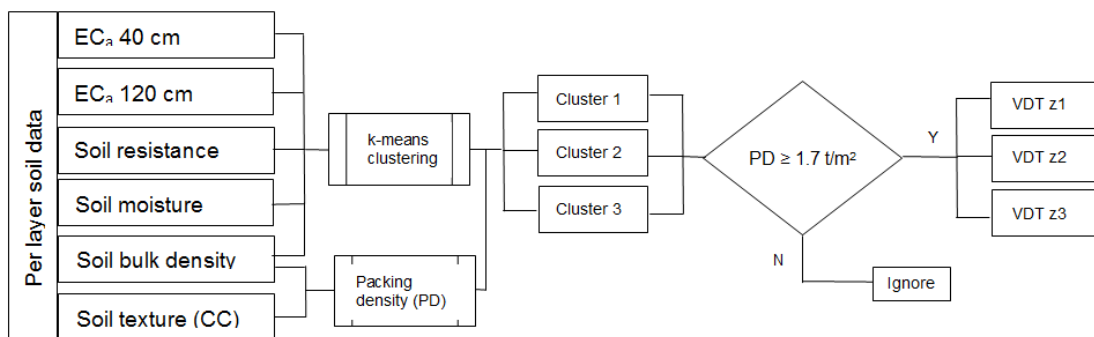 Per layer soil data
ECₐ 40 cm
ECₐ 120 cm
Soil resistance
Soil moisture
Soil bulk density
Soil texture (CC)
k-means
clustering
Packing
density (PD)
Cluster 1
Cluster 2
Cluster 3
PD ≥ 1.7 t/m²
Y
N
Ignore
VDT z1
VDT z2
VDT z3